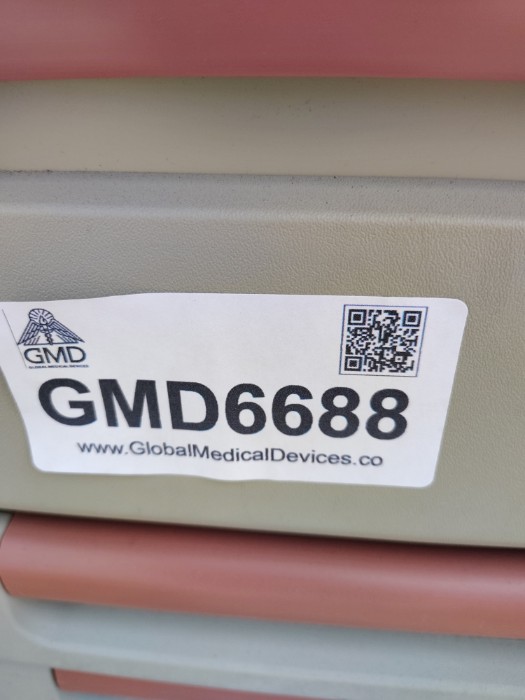 GMD
GLOBAL MEDICAL DEVICES
GMD6688
www.GlobalMedicalDevices.co